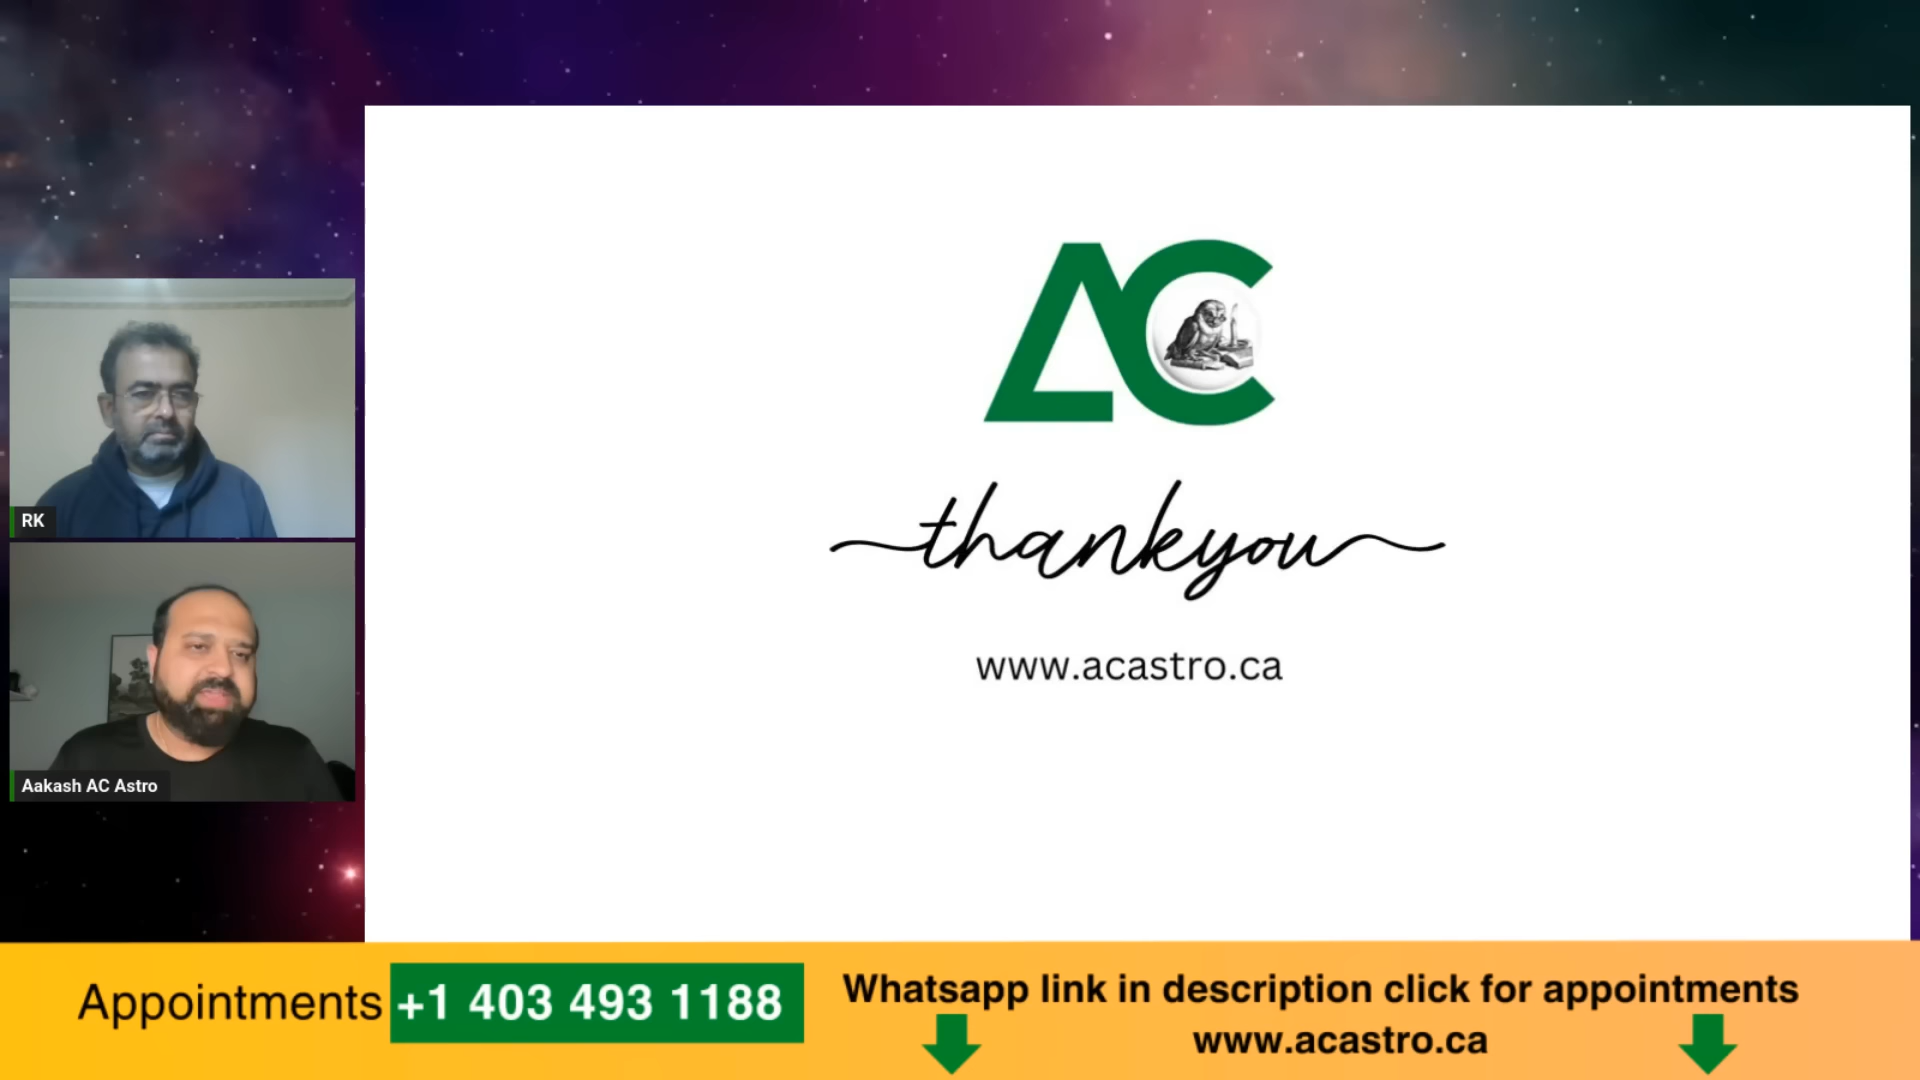 AC
thankyou
www.acastro.ca
RK
Aakash AC Astro
Appointments +1 403 493 1188
Whatsapp link in description click for appointments
www.acastro.ca